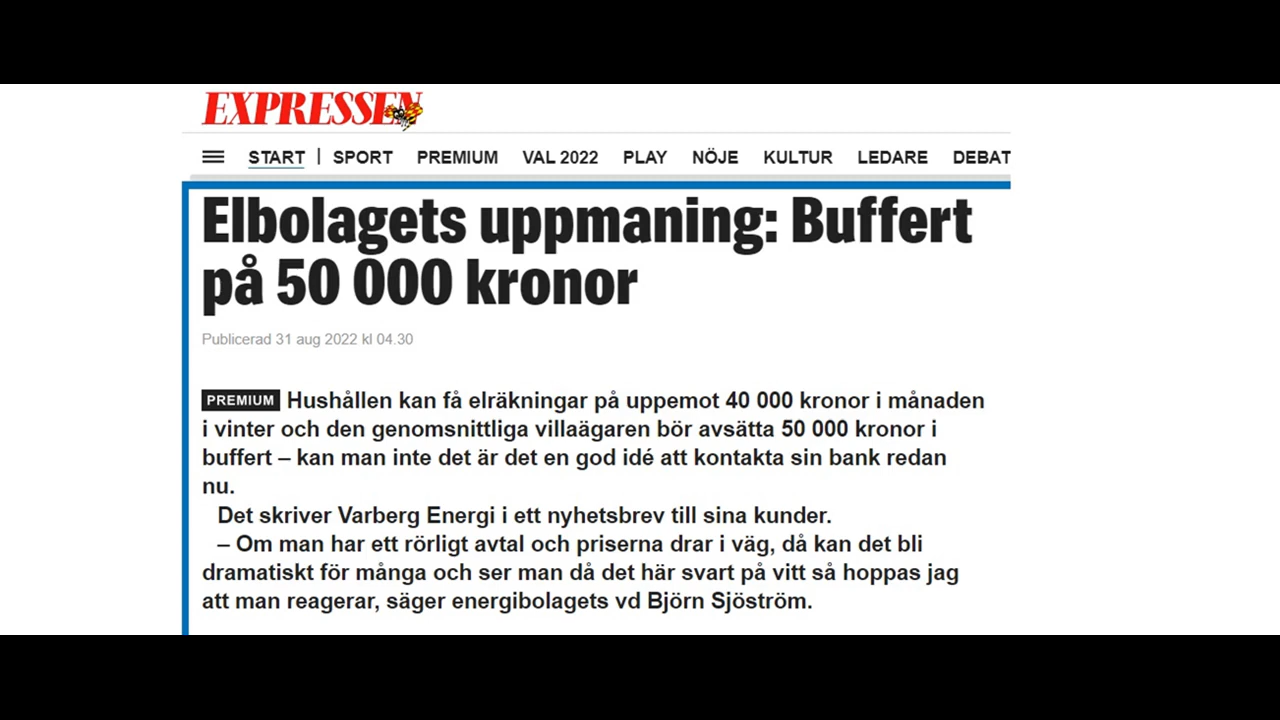 EXPRESSEN
START | SPORT PREMIUM VAL 2022 PLAY NÖJE KULTUR LEDARE DEBAT
Elbolagets uppmaning: Buffert
på 50 000 kronor
Publicerad 31 aug 2022 kl 04.30
PREMIUM Hushållen kan få elräkningar på uppemot 40 000 kronor i månaden
i vinter och den genomsnittliga villaägaren bör avsätta 50 000 kronor i
buffert – kan man inte det är det en god idé att kontakta sin bank redan
nu.
Det skriver Varberg Energi i ett nyhetsbrev till sina kunder.
– Om man har ett rörligt avtal och priserna drar i väg, då kan det bli
dramatiskt för många och ser man då det här svart på vitt så hoppas jag
att man reagerar, säger energibolagets vd Björn Sjöström.